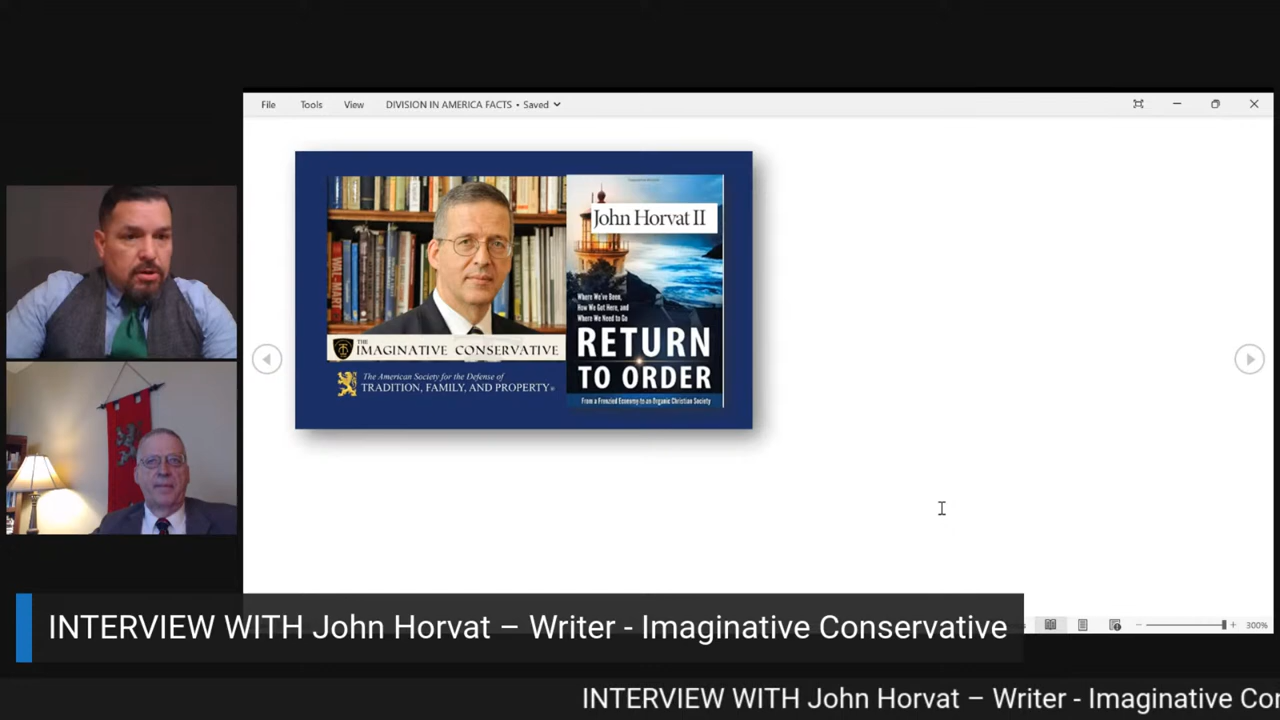 File Tools View DIVISION IN AMERICA FACTS • Saved
WAL-MART
John Horvat II
Where We've Been,
How We Got Here, and
Where We Need to Go
RETURN
TO ORDER
From a Frenzied Economy to an Organic Christian Society
THE
IMAGINATIVE CONSERVATIVE
The American Society for the Defense of
TRADITION, FAMILY, AND PROPERTY®
300%
INTERVIEW WITH John Horvat – Writer - Imaginative Conservative
INTERVIEW WITH John Horvat – Writer - Imaginative Co